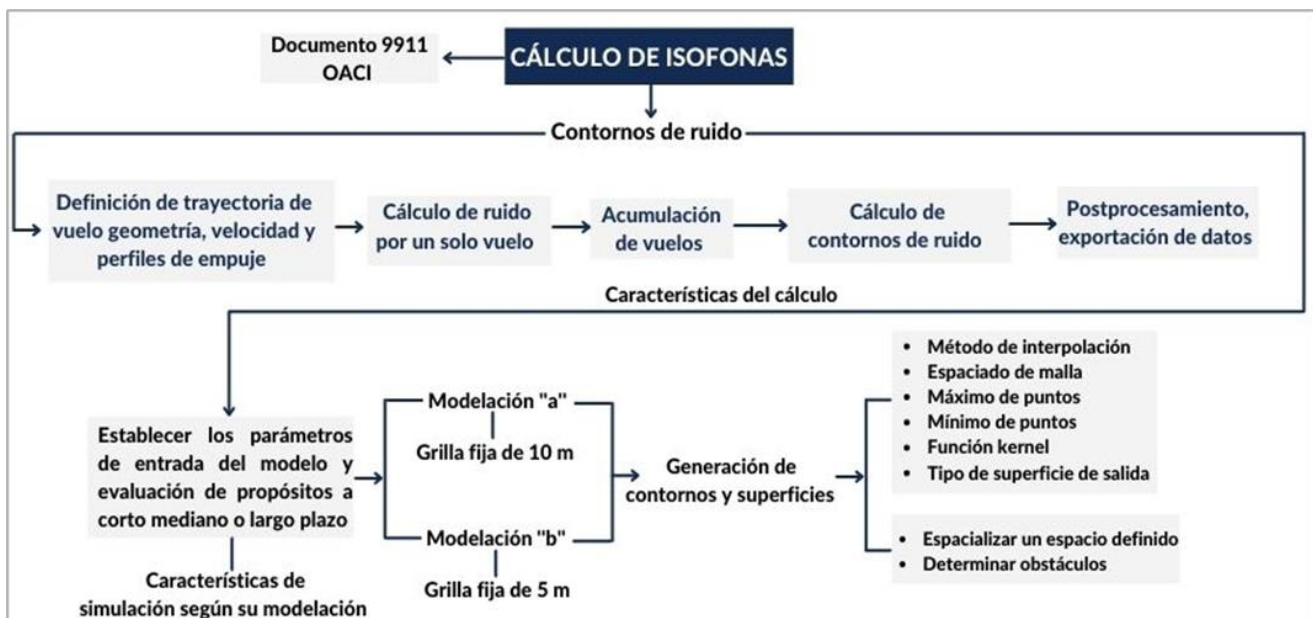 Documento 9911
OACI
CÁLCULO DE ISOFONAS
Contornos de ruido
Definición de trayectoria de
vuelo geometría, velocidad y
perfiles de empuje
Cálculo de ruido
por un solo vuelo
Acumulación
de vuelos
Cálculo de
contornos de ruido
Postprocesamiento,
exportación de datos
Características del cálculo
Establecer los parámetros
de entrada del modelo y
evaluación de propósitos a
corto mediano o largo plazo
Características de
simulación según su modelación
Modelación "a"
Grilla fija de 10 m
Modelación "b"
Grilla fija de 5 m
Generación de
contornos y superficies
• Método de interpolación
• Espaciado de malla
• Máximo de puntos
• Mínimo de puntos
• Función kernel
• Tipo de superficie de salida
• Espacializar un espacio definido
• Determinar obstáculos